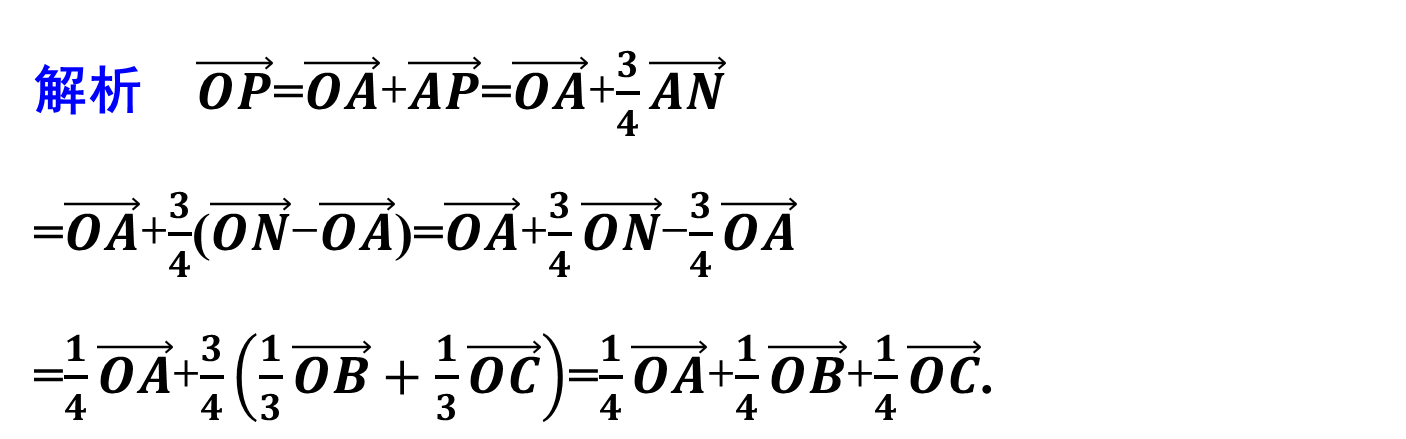 解析 $\overrightarrow{OP}=\overrightarrow{OA}+\overrightarrow{AP}=\overrightarrow{OA}+\frac{3}{4}\overrightarrow{AN}$
$=\overrightarrow{OA}+\frac{3}{4}(\overrightarrow{ON}-\overrightarrow{OA})=\overrightarrow{OA}+\frac{3}{4}\overrightarrow{ON}-\frac{3}{4}\overrightarrow{OA}$
$=\frac{1}{4}\overrightarrow{OA}+\frac{3}{4}\left(\frac{1}{3}\overrightarrow{OB}+\frac{1}{3}\overrightarrow{OC}\right)=\frac{1}{4}\overrightarrow{OA}+\frac{1}{4}\overrightarrow{OB}+\frac{1}{4}\overrightarrow{OC}.$